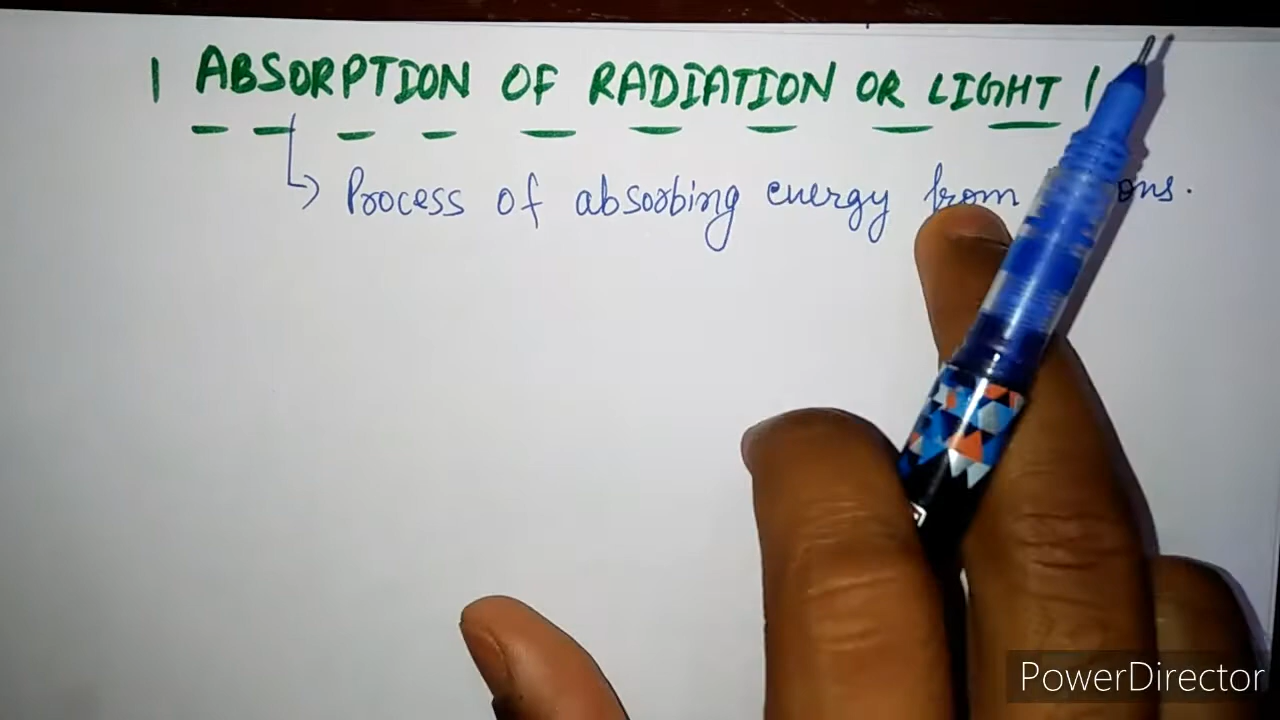 | ABSORPTION OF RADIATION OR LIGHT |
Process of absorbing energy from
PowerDirector